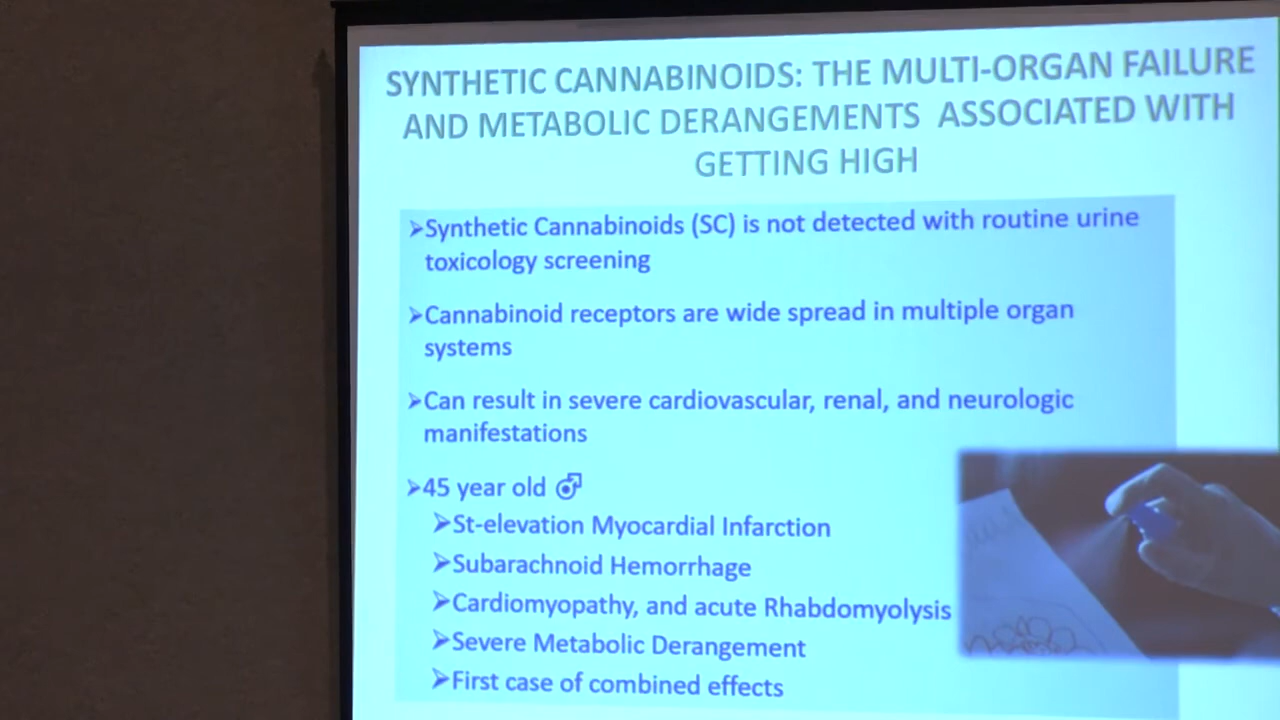 SYNTHETIC CANNABINOIDS: THE MULTI-ORGAN FAILURE
AND METABOLIC DERANGEMENTS ASSOCIATED WITH
GETTING HIGH
➢Synthetic Cannabinoids (SC) is not detected with routine urine
toxicology screening
➢Cannabinoid receptors are wide spread in multiple organ
systems
➢Can result in severe cardiovascular, renal, and neurologic
manifestations
➢45 year old ♂
➢St-elevation Myocardial Infarction
➢Subarachnoid Hemorrhage
➢Cardiomyopathy, and acute Rhabdomyolysis
➢Severe Metabolic Derangement
➢First case of combined effects